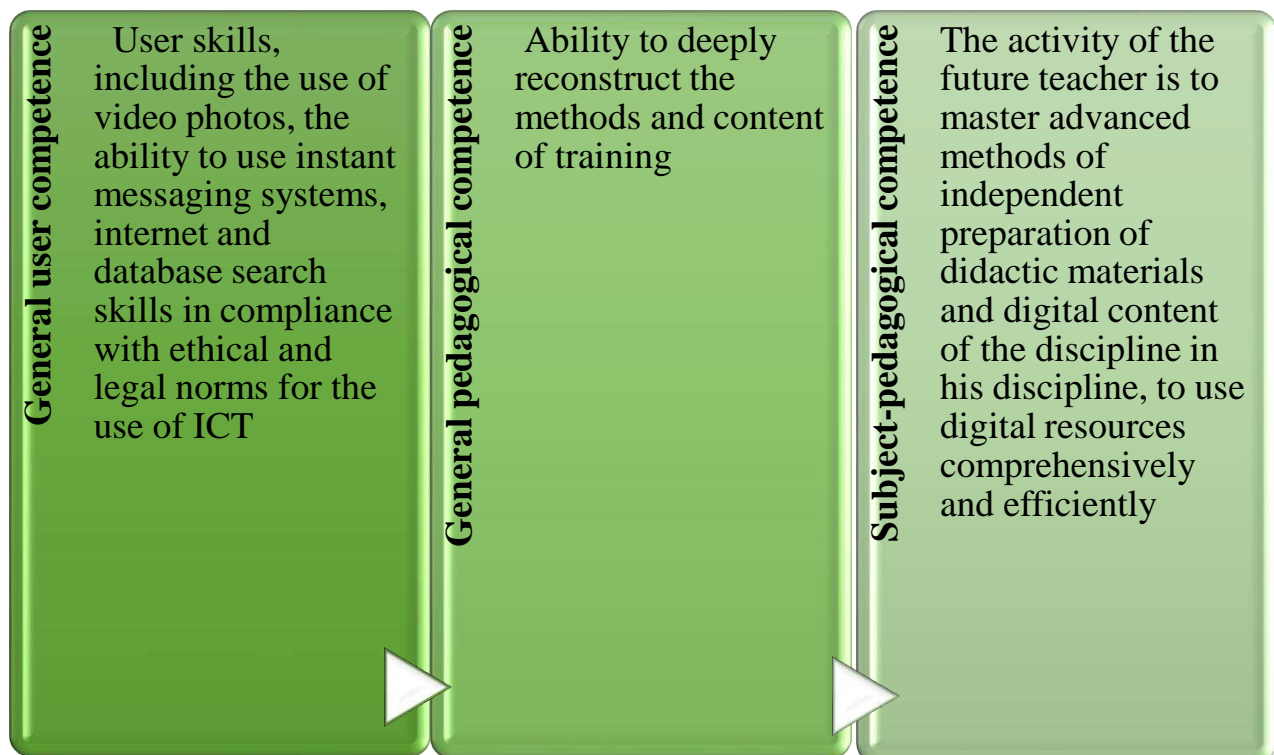 General user competence
User skills,
including the use of
video photos, the
ability to use instant
messaging systems,
internet and
database search
skills in compliance
with ethical and
legal norms for the
use of ICT
General pedagogical competence
Ability to deeply
reconstruct the
methods and content
of training
Subject-pedagogical competence
The activity of the
future teacher is to
master advanced
methods of
independent
preparation of
didactic materials
and digital content
of the discipline in
his discipline, to use
digital resources
comprehensively
and efficiently